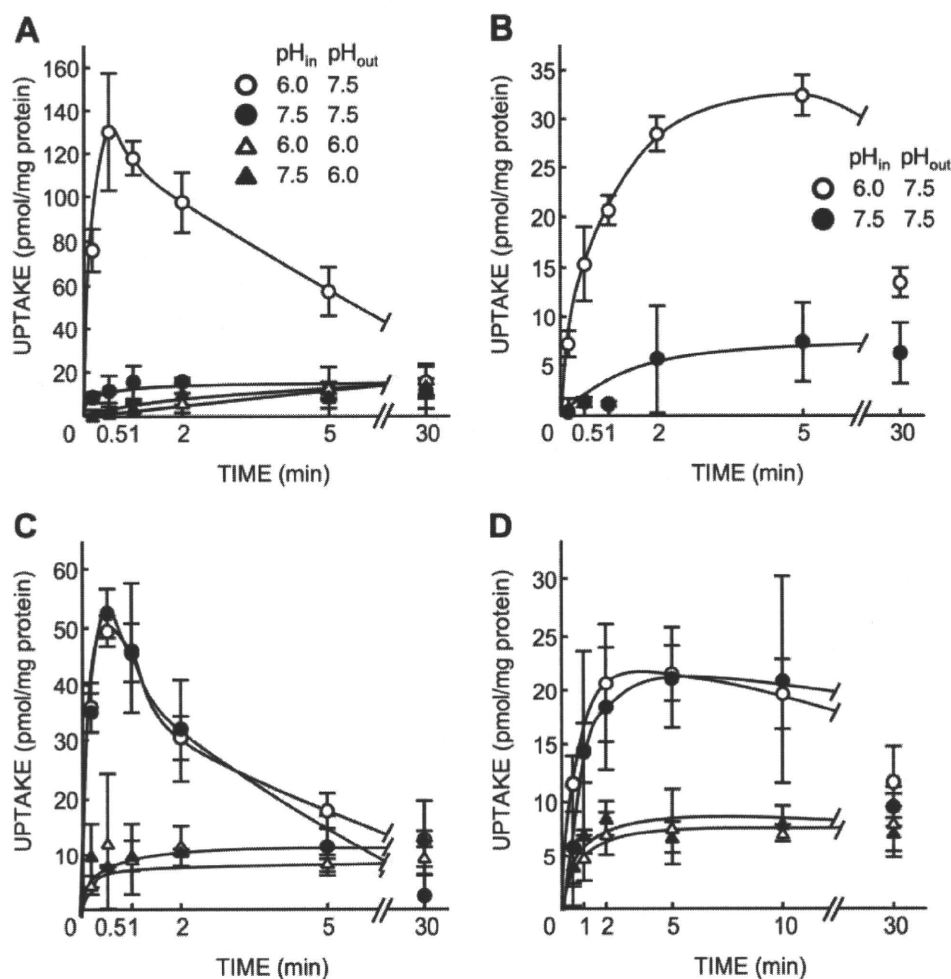 A
pHin pHout
6.0 7.5
7.5 7.5
6.0 6.0
7.5 6.0
UPTAKE (pmol/mg protein)
160
140
120
100
80
60
40
20
0
0.5 1 2 5 30
TIME (min)
B
pHin pHout
6.0 7.5
7.5 7.5
UPTAKE (pmol/mg protein)
35
30
25
20
15
10
5
0
0.5 1 2 5 30
TIME (min)
C
UPTAKE (pmol/mg protein)
60
50
40
30
20
10
0
0.5 1 2 5 30
TIME (min)
D
UPTAKE (pmol/mg protein)
30
25
20
15
10
5
0
1 2 5 10 30
TIME (min)